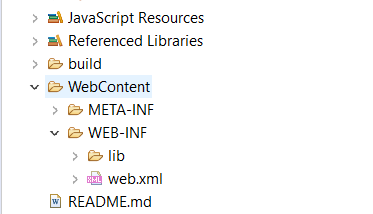 JavaScript Resources
Referenced Libraries
build
WebContent
META-INF
WEB-INF
lib
web.xml
README.md